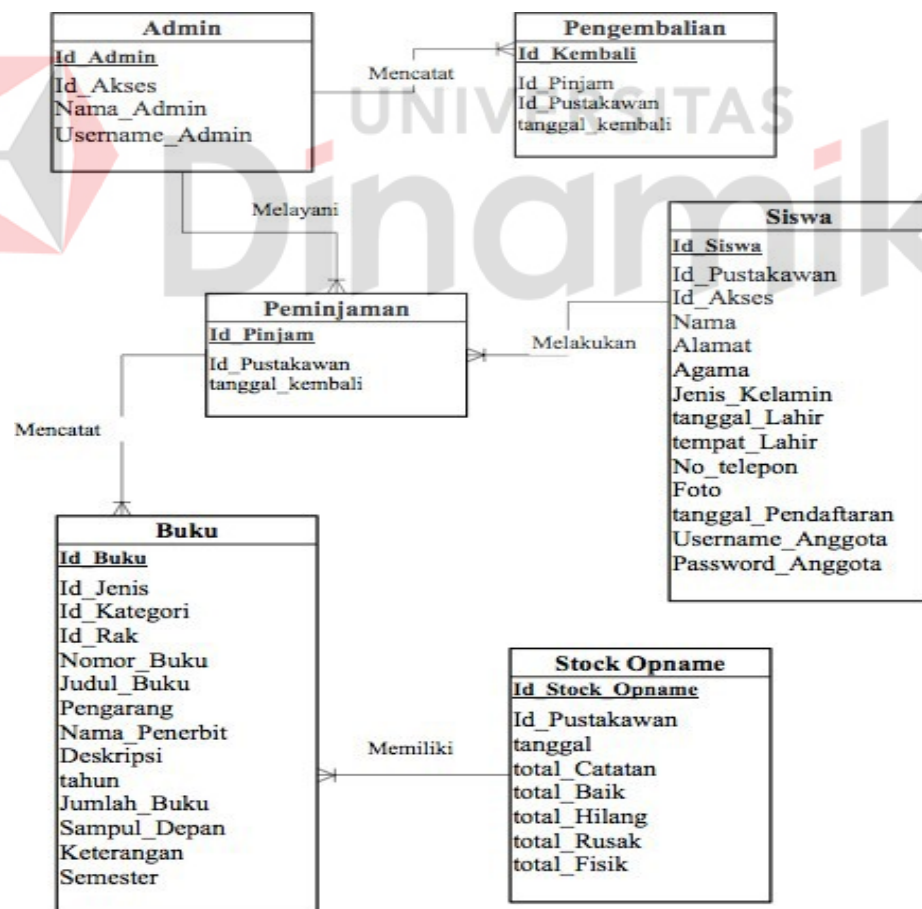 Admin
Id_Admin
Id_Akses
Nama_Admin
Username_Admin
Mencatat
Pengembalian
Id_Kembali
Id_Pinjam
Id_Pustakawan
tanggal_kembali
UNIVERSITAS
Dinamik
Melayani
Siswa
Id_Siswa
Id_Pustakawan
Id_Akses
Nama
Alamat
Agama
Jenis_Kelamin
tanggal_Lahir
tempat_Lahir
No_telepon
Foto
tanggal_Pendaftaran
Username_Anggota
Password_Anggota
Peminjaman
Id_Pinjam
Id_Pustakawan
tanggal_kembali
Melakukan
Mencatat
Buku
Id_Buku
Id_Jenis
Id_Kategori
Id_Rak
Nomor_Buku
Judul_Buku
Pengarang
Nama_Penerbit
Deskripsi
tahun
Jumlah_Buku
Sampul_Depan
Keterangan
Semester
Memiliki
Stock Opname
Id_Stock_Opname
Id_Pustakawan
tanggal
total_Catatan
total_Baik
total_Hilang
total_Rusak
total_Fisik